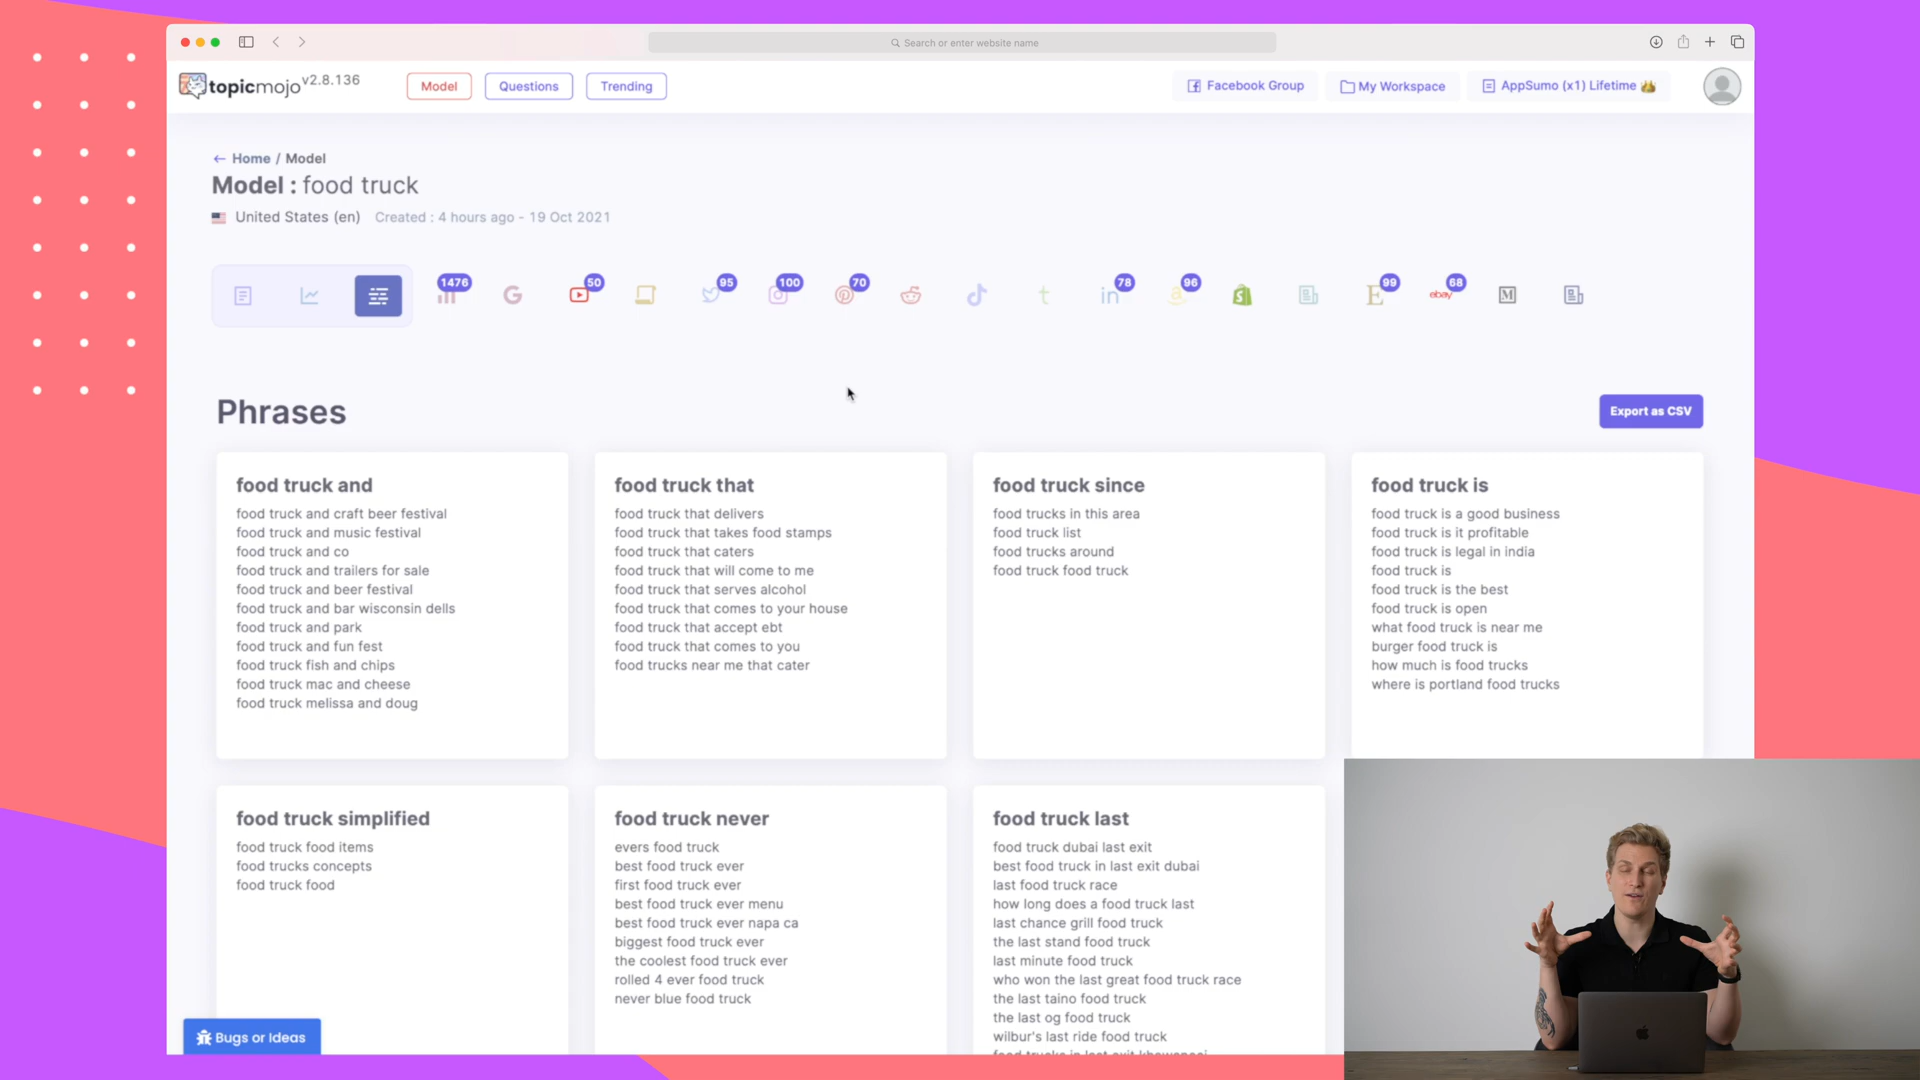 Search or enter website name
topicmojo v2.8.136
Model
Questions
Trending
Facebook Group
My Workspace
AppSumo (x1) Lifetime
← Home / Model
Model : food truck
United States (en) Created : 4 hours ago - 19 Oct 2021
1476
50
95
100
70
78
96
99
68
ebay
Phrases
Export as CSV
food truck and
food truck and craft beer festival
food truck and music festival
food truck and co
food truck and trailers for sale
food truck and beer festival
food truck and bar wisconsin dells
food truck and park
food truck and fun fest
food truck fish and chips
food truck mac and cheese
food truck melissa and doug
food truck that
food truck that delivers
food truck that takes food stamps
food truck that caters
food truck that will come to me
food truck that serves alcohol
food truck that comes to your house
food truck that accept ebt
food truck that comes to you
food trucks near me that cater
food truck since
food trucks in this area
food truck list
food trucks around
food truck food truck
food truck is
food truck is a good business
food truck is it profitable
food truck is legal in india
food truck is
food truck is the best
food truck is open
what food truck is near me
burger food truck is
how much is food trucks
where is portland food trucks
food truck simplified
food truck food items
food trucks concepts
food truck food
food truck never
evers food truck
best food truck ever
first food truck ever
best food truck ever menu
best food truck ever napa ca
biggest food truck ever
the coolest food truck ever
rolled 4 ever food truck
never blue food truck
food truck last
food truck dubai last exit
best food truck in last exit dubai
last food truck race
how long does a food truck last
last chance grill food truck
the last stand food truck
last minute food truck
who won the last great food truck race
the last taino food truck
the last og food truck
wilbur's last ride food truck
Bugs or Ideas